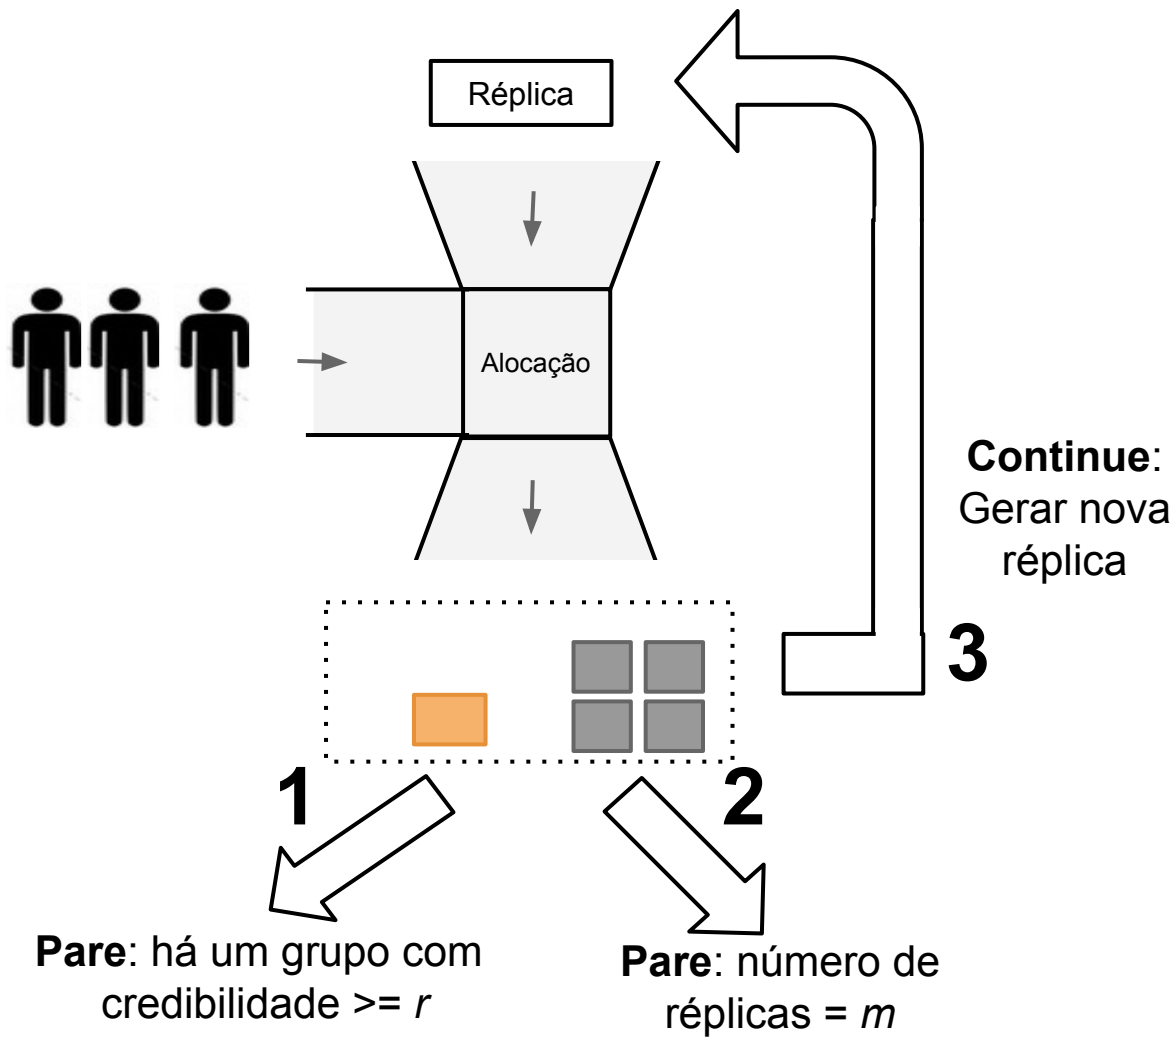 Réplica
Alocação
Continue:
Gerar nova
réplica
3
1
2
Pare: há um grupo com
credibilidade >= r
Pare: número de
réplicas = m